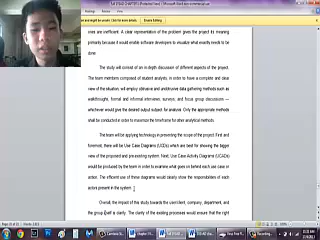 ones are inefficient. A clear representation of the problem gives the project its meaning
primarily because it would enable software developers to visualize what exactly needs to be
done.
The study will consist of an in depth discussion of different aspects of the project.
The team members composed of student analysts, in order to have a complete and clear
view of the situation, will employ obtrusive and unobtrusive data gathering methods such as
walkthroughs, formal and informal interviews, surveys, and focus group discussions —
whichever would give the desired output subject for analysis. Only the appropriate methods
shall be conducted in order to maximize the timeframe for other analytical methods.
The team will be applying technology in presenting the scope of the project. First and
foremost, there will be Use Case Diagrams (UCDs) which are best for showing the bigger
view of the proposed and pre-existing system. Next, Use Case Activity Diagrams (UCADs)
would be produced by the team in order to examine what goes on behind each use case or
action. The efficient use of these diagrams would clearly show the responsibilities of each
actors present in the system.
Overall, the impact of this study towards the user/client, company, department, and
the group itself is clear. The clarity of the existing processes would ensure that the right